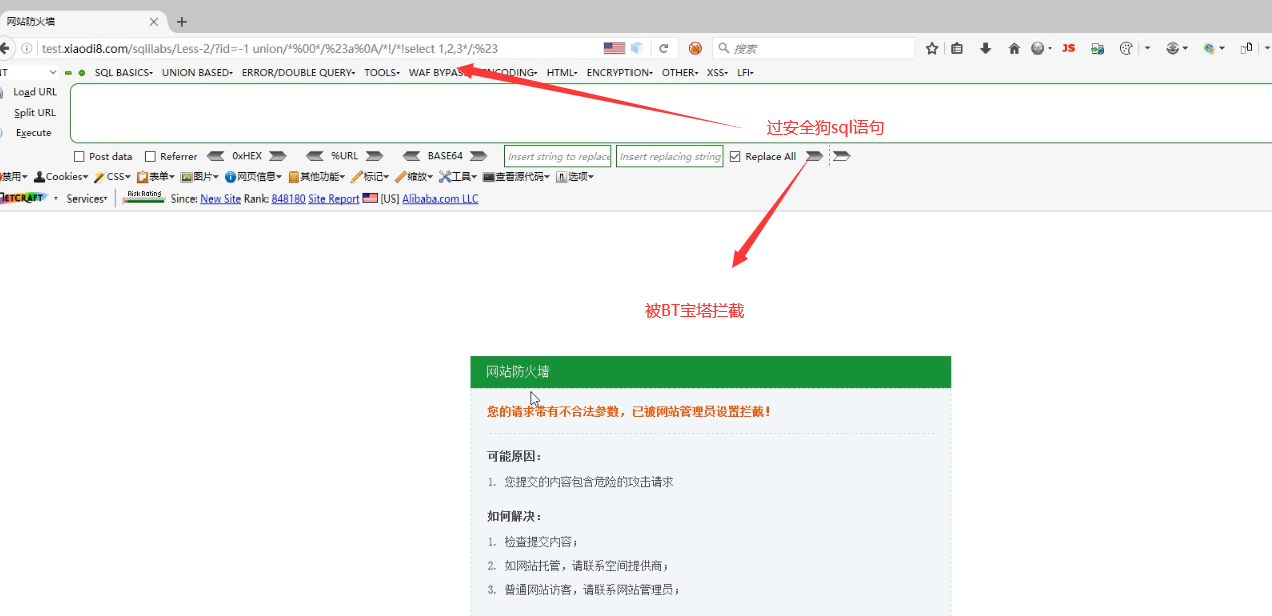 网站防火墙
test.xiaodi8.com/sqlilabs/Less-2/?id=-1 union/*%00*/%23a%0A/*!/*!select 1,2,3*/;%23
搜索
SQL BASICS UNION BASED ERROR/DOUBLE QUERY TOOLS WAF BYPASS ENCODING HTML ENCRYPTION OTHER XSS LFI
Load URL
Split URL
Execute
过安全狗sql语句
Post data Referrer 0xHEX %URL BASE64 Insert string to replace Insert replacing string Replace All
禁用 Cookies CSS 表单 图片 网页信息 其他功能 标记 缩放 工具 查看源代码 选项
ETCRAFT Services Risk Rating Since: New Site Rank: 848180 Site Report [US] Alibaba.com LLC
被BT宝塔拦截
网站防火墙
您的请求带有不合法参数，已被网站管理员设置拦截！
可能原因：
1. 您提交的内容包含危险的攻击请求
如何解决：
1. 检查提交内容；
2. 如网站托管，请联系空间提供商；
3. 普通网站访客，请联系网站管理员；